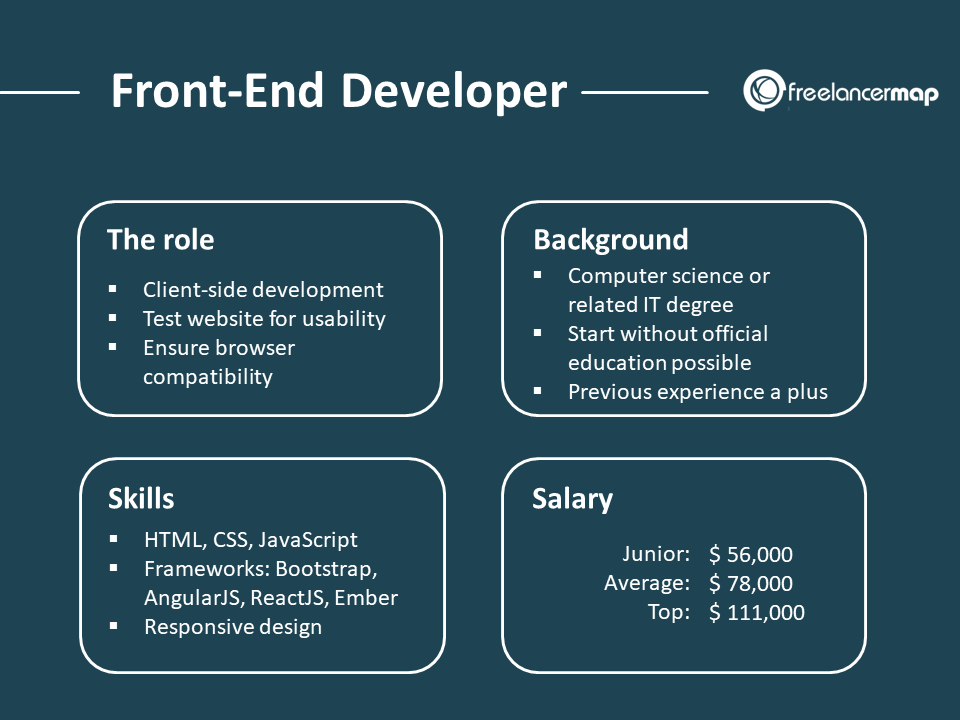 Front-End Developer
freelancermap
The role
▪ Client-side development
▪ Test website for usability
▪ Ensure browser
compatibility
Background
▪ Computer science or
related IT degree
▪ Start without official
education possible
▪ Previous experience a plus
Skills
▪ HTML, CSS, JavaScript
▪ Frameworks: Bootstrap,
AngularJS, ReactJS, Ember
▪ Responsive design
Salary
Junior: $ 56,000
Average: $ 78,000
Top: $ 111,000